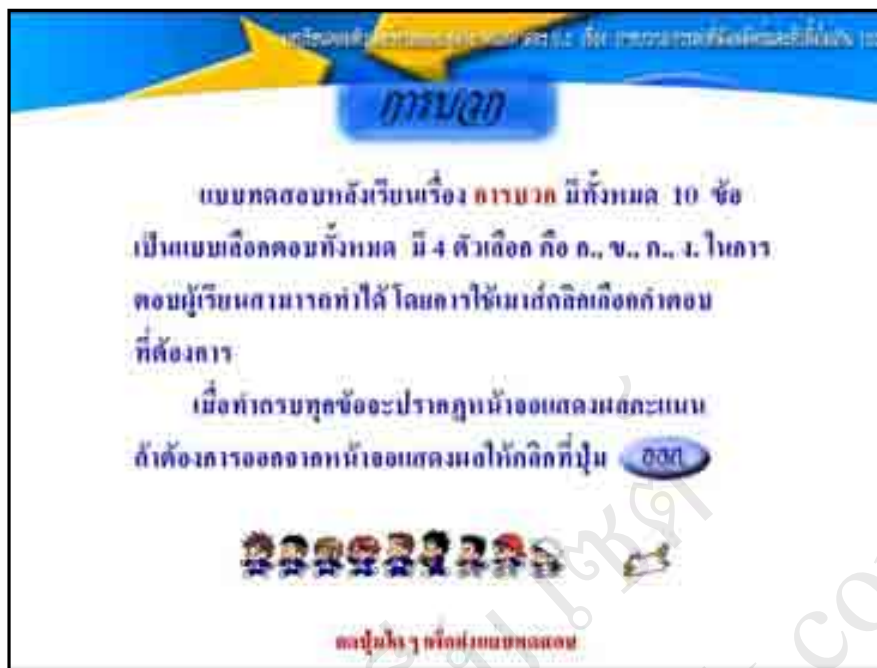 การบวก
แบบทดสอบหลังเรียนเรื่อง การบวก มีทั้งหมด 10 ข้อ
เป็นแบบเลือกตอบทั้งหมด มี 4 ตัวเลือก คือ ก., ข., ค., ง. ในการ
ตอบผู้เรียนสามารถทำได้ โดยการใช้เมาส์คลิกเลือกคำตอบ
ที่ต้องการ
เมื่อทำครบทุกข้อจะปรากฏหน้าจอแสดงผลคะแนน
ถ้าต้องการออกจากหน้าจอแสดงผลให้คลิกที่ปุ่ม ออก
กดปุ่มใด ๆ เพื่อทำแบบทดสอบ